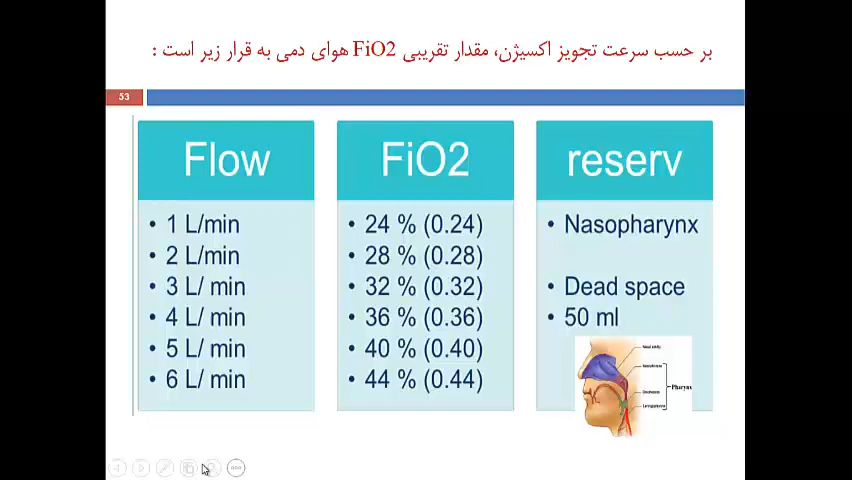 بر حسب سرعت تجویز اکسیژن، مقدار تقریبی FiO2 هوای دمی به قرار زیر است :
53
Flow
• 1 L/min
• 2 L/min
• 3 L/ min
• 4 L/ min
• 5 L/ min
• 6 L/ min
FiO2
• 24 % (0.24)
• 28 % (0.28)
• 32 % (0.32)
• 36 % (0.36)
• 40 % (0.40)
• 44 % (0.44)
reserv
• Nasopharynx
• Dead space
• 50 ml
Pharynx